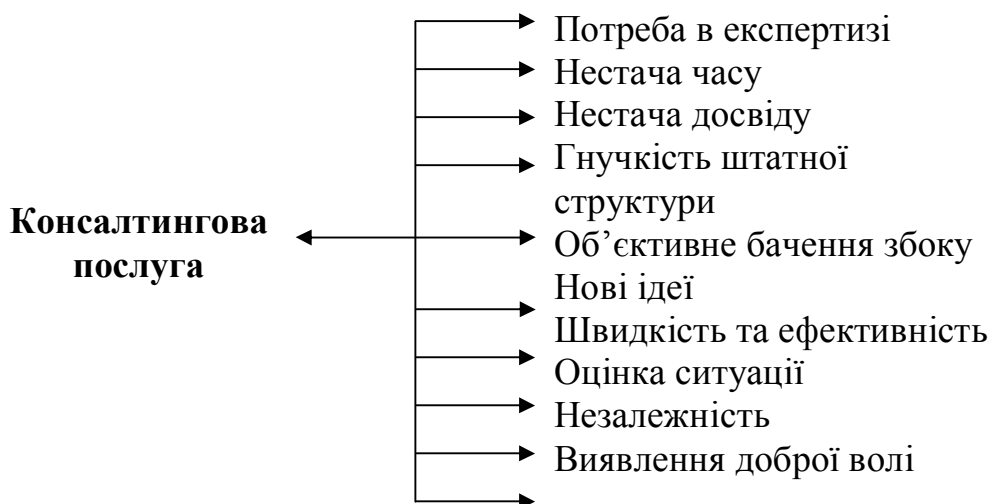 Потреба в експертизі
Нестача часу
Нестача досвіду
Гнучкість штатної
структури
Консалтингова
послуга
Об’єктивне бачення збоку
Нові ідеї
Швидкість та ефективність
Оцінка ситуації
Незалежність
Виявлення доброї волі